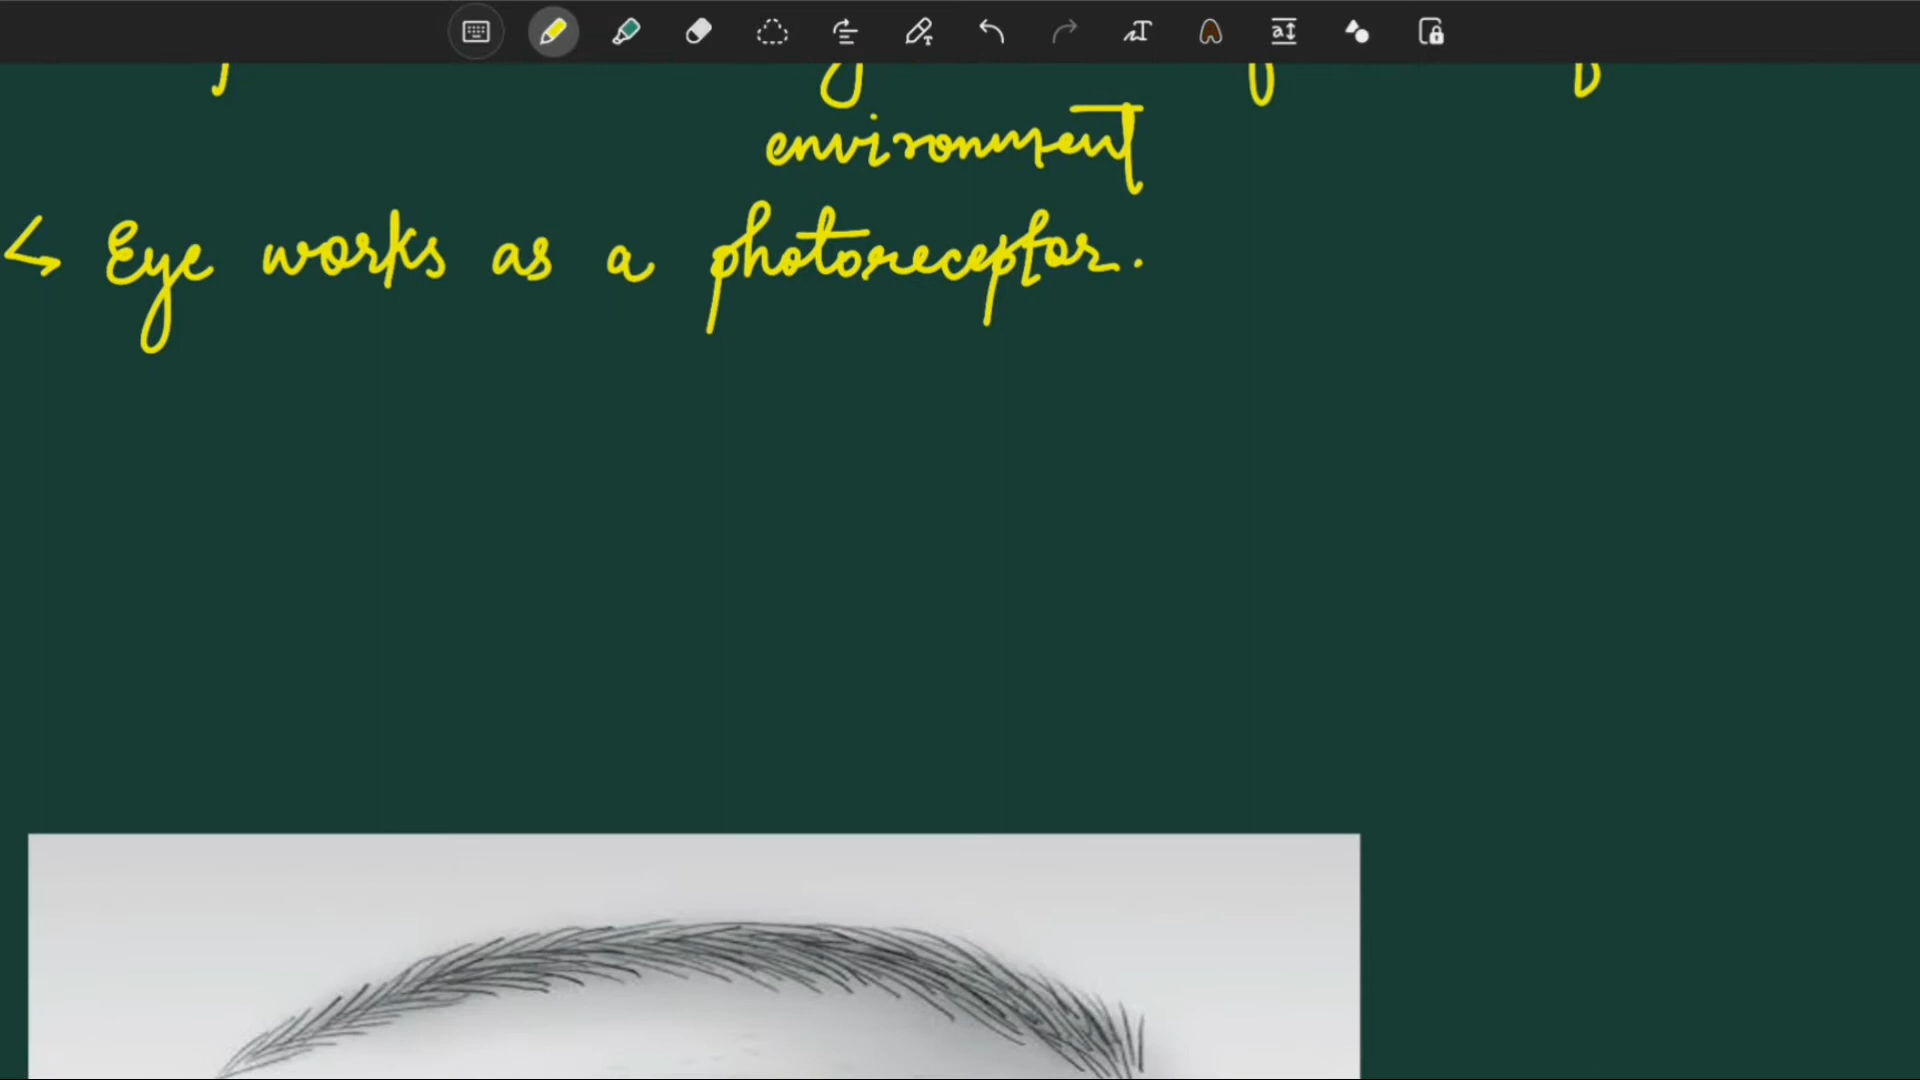 environment
↳ Eye works as a photoreceptor.